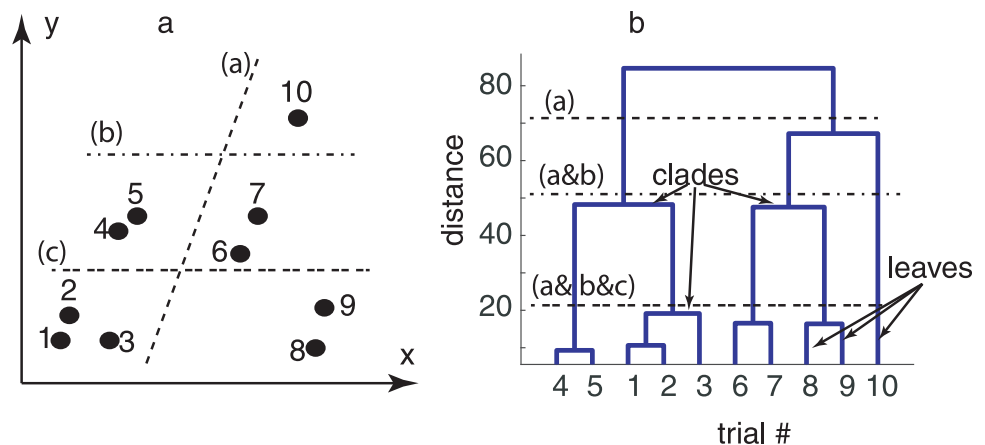 y a
(a)
10
(b)
5 7
4
6
(c)
2
9
1 3
8
x
b
80
(a)
60
(a&b) clades
distance
40
leaves
(a&b&c)
20
4 5 1 2 3 6 7 8 9 10
trial #